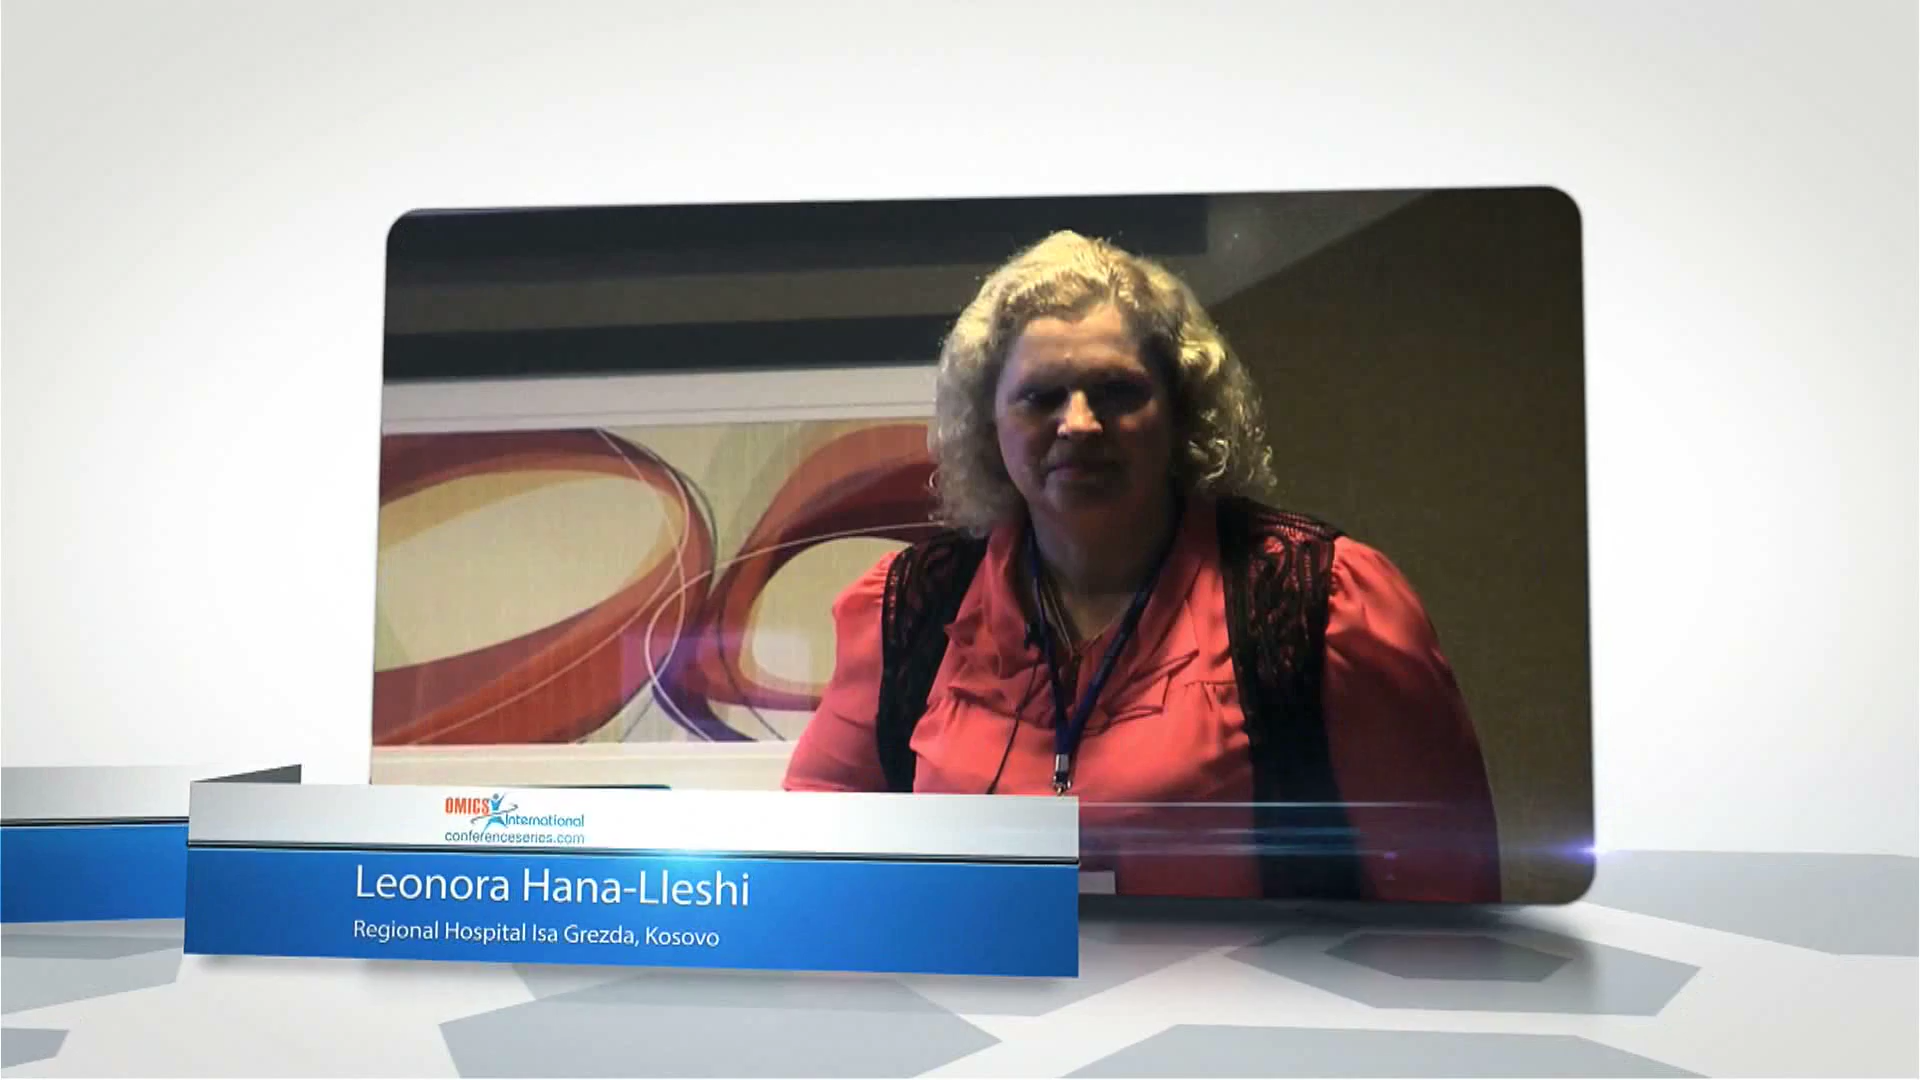 OMICS International
conferenceseries.com
Leonora Hana-Lleshi
Regional Hospital Isa Grezda, Kosovo